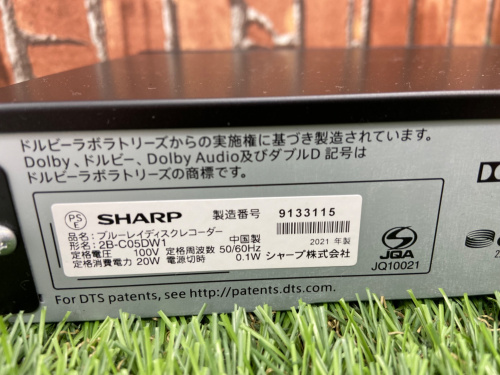 ドルビーラボラトリーズからの実施権に基づき製造されています。
Dolby、ドルビー、Dolby Audio及びダブルD 記号は
ドルビーラボラトリーズの商標です。
PS
E
SHARP 製造番号 9133115
品名：ブルーレイディスクレコーダー
形名：2B-C05DW1 中国製 2021 年製
定格電圧 100V 定格周波数 50/60Hz
定格消費電力 20W 電源切時 0.1W シャープ株式会社
JQA
JQ10021
For DTS patents, see http://patents.dts.com.